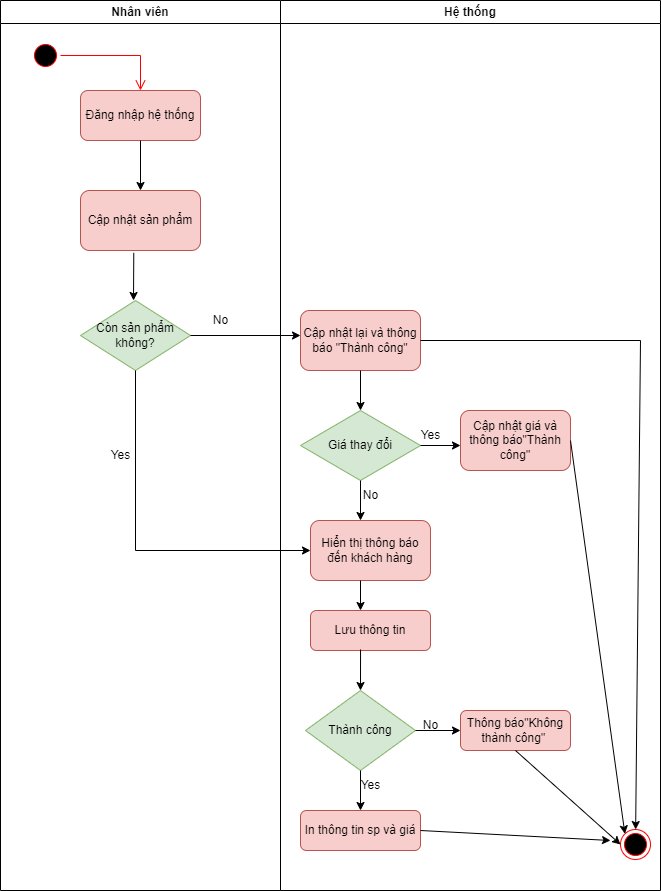 Nhân viên
Hệ thống
Đăng nhập hệ thống
Cập nhật sản phẩm
Còn sản phẩm
không?
No
Cập nhật lại và thông
báo "Thành công"
Giá thay đổi
Yes
Cập nhật giá và
thông báo"Thành
công"
Yes
No
Hiển thị thông báo
đến khách hàng
Lưu thông tin
Thành công
No
Thông báo"Không
thành công"
Yes
In thông tin sp và giá